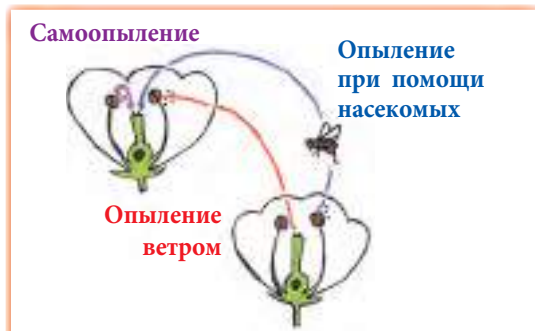 Самоопыление
Опыление
при помощи
насекомых
Опыление
ветром